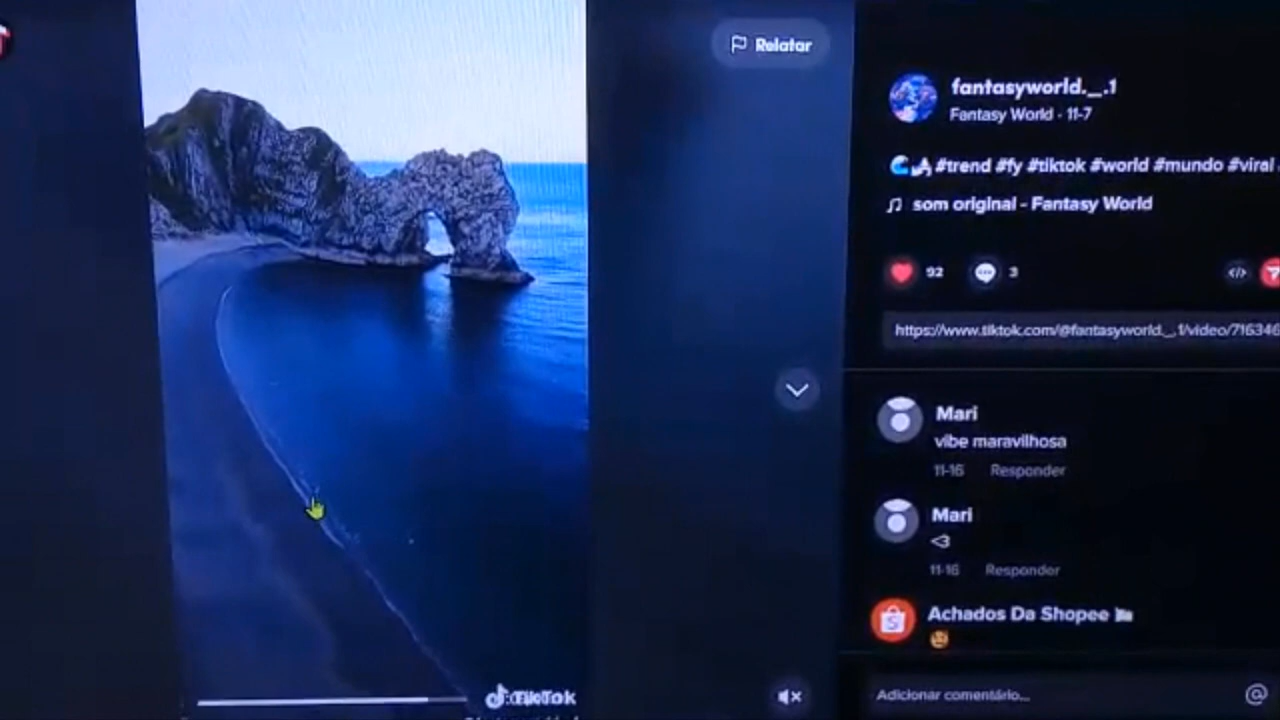 Relatar
fantasyworld._.1
Fantasy World · 11-7
#trend #fy #tiktok #world #mundo #viral
som original - Fantasy World
92
3
https://www.tiktok.com/@fantasyworld._.1/video/716346
Mari
vibe maravilhosa
11-16 Responder
Mari
<3
11-16 Responder
Achados Da Shopee
TikTok
Adicionar comentário...
@